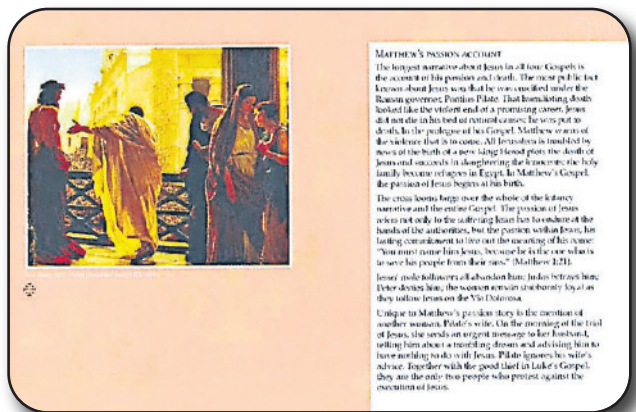 MATTHEW'S PASSION ACCOUNT
The longest narrative about Jesus in all four Gospels is
the account of his passion and death. The most public fact
known about Jesus was that he was crucified under the
Roman governor, Pontius Pilate. That humiliating death
looked like the violent end of a promising career. Jesus
did not die in his bed of natural causes: he was put to
death. In the prologue of his Gospel, Matthew warns of
the violence that is to come. All Jerusalem is troubled by
news of the birth of a new king; Herod plots the death of
Jesus and succeeds in slaughtering the innocents; the holy
family become refugees in Egypt. In Matthew's Gospel,
the passion of Jesus begins at his birth.
The cross looms large over the whole of the infancy
narrative and the entire Gospel. The passion of Jesus
refers not only to the suffering Jesus has to endure at the
hands of the authorities, but the passion within Jesus, his
lasting commitment to live out the meaning of his name:
"You must name him Jesus, because he is the one who is
to save his people from their sins." (Matthew 1:21).
Jesus' male followers all abandon him: Judas betrays him;
Peter denies him; the women remain stubbornly loyal as
they follow Jesus on the Via Dolorosa.
Unique to Matthew's passion story is the mention of
another woman, Pilate's wife. On the morning of the trial
of Jesus, she sends an urgent message to her husband,
telling him about a troubling dream and advising him to
have nothing to do with Jesus. Pilate ignores his wife's
advice. Together with the good thief in Luke's Gospel,
they are the only two people who protest against the
execution of Jesus.